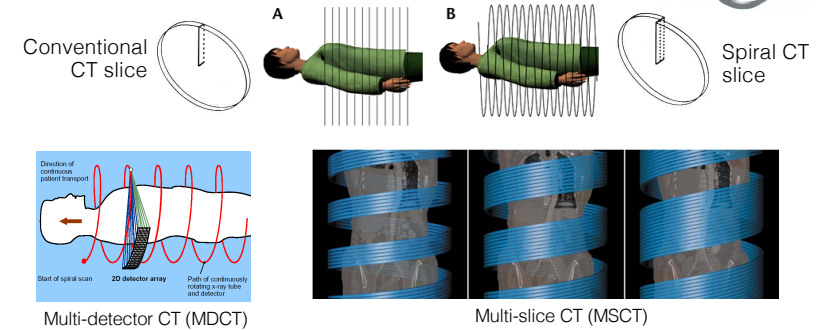 Conventional
CT slice
A
B
Spiral CT
slice
Direction of
continuous
patient transport
Start of spiral scan
2D detector array
Path of continuously
rotating x-ray tube
and detector
Multi-detector CT (MDCT)
Multi-slice CT (MSCT)